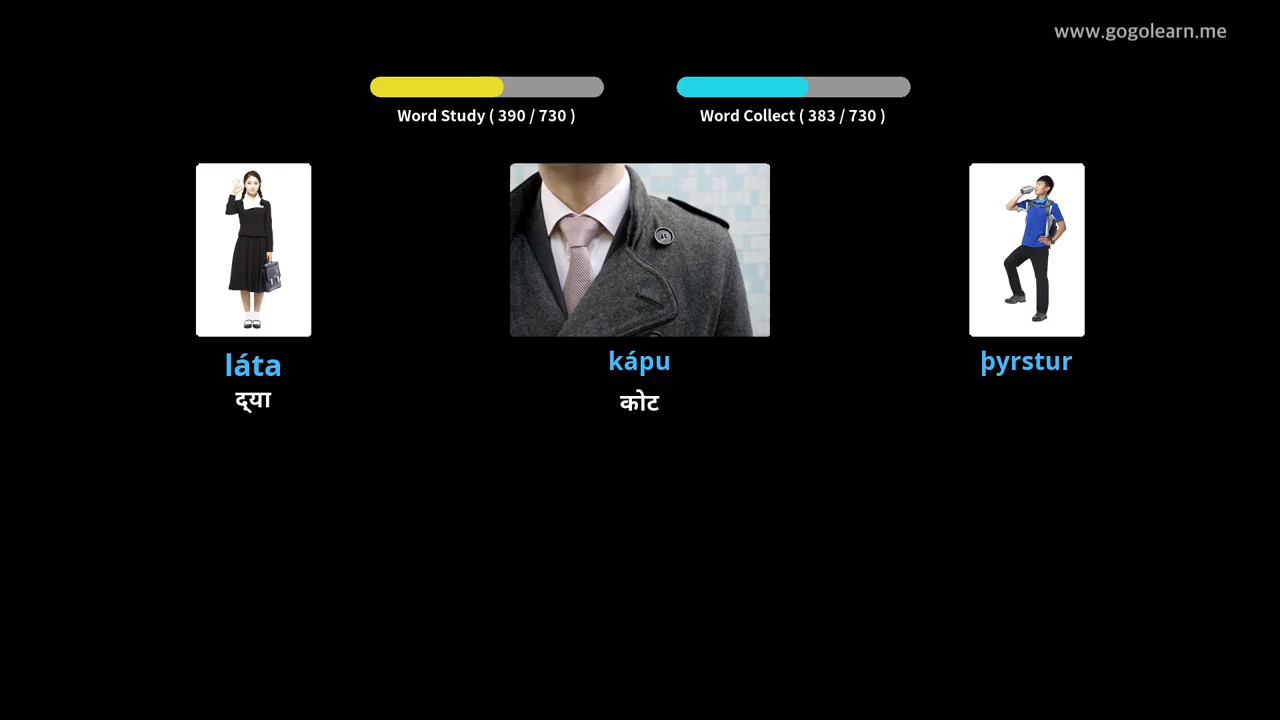 www.gogolearn.me
Word Study ( 390 / 730 )
Word Collect ( 383 / 730 )
láta
द्‌या
kápu
कोट
þyrstur